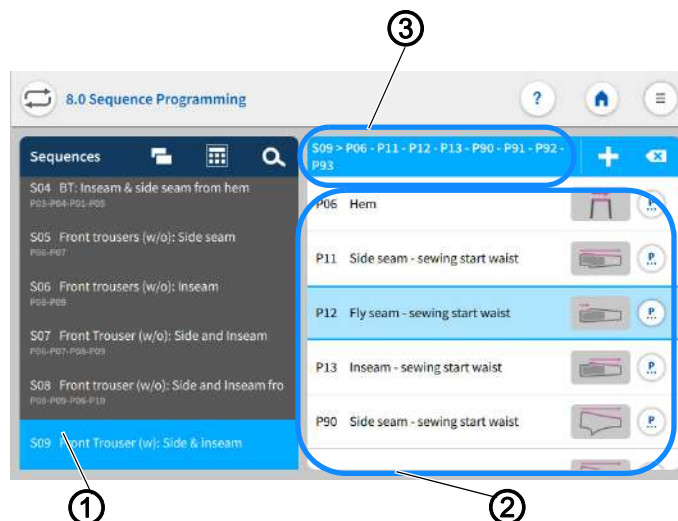 ③
8.0 Sequence Programming
?
Sequences
S09 > P06 - P11 - P12 - P13 - P90 - P91 - P92 -
P93
S04 BT: Inseam & side seam from hem
P03-P04-P01-P05
S05 Front trousers (w/o): Side seam
P06-P07
S06 Front trousers (w/o): Inseam
P08-P09
S07 Front Trouser (w/o): Side and Inseam
P06-P07-P08-P09
S08 Front trouser (w/o): Side and Inseam fro
P08-P09-P06-P10
S09 Front Trouser (w): Side & inseam
P06 Hem
P...
P11 Side seam - sewing start waist
P...
P12 Fly seam - sewing start waist
P...
P13 Inseam - sewing start waist
P...
P90 Side seam - sewing start waist
P...
①
②